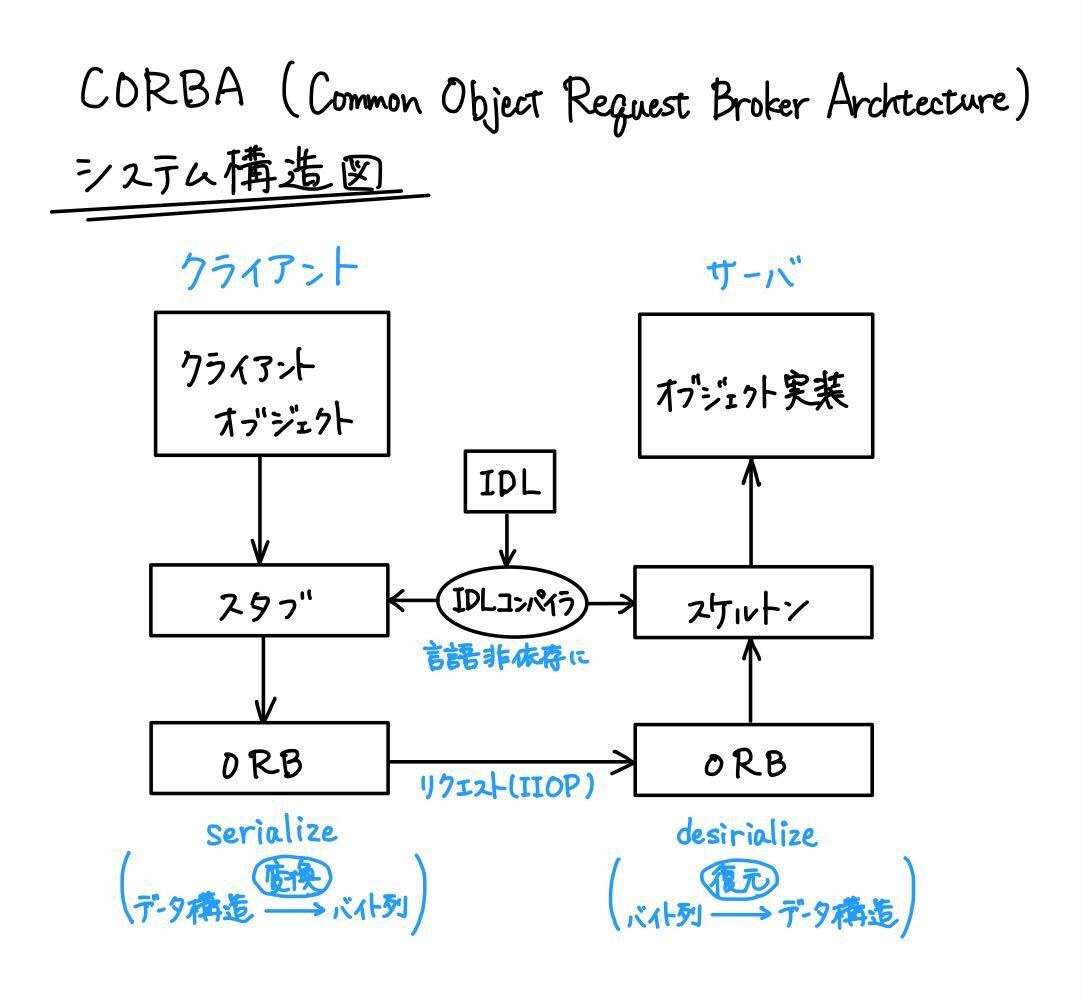 CORBA (Common Object Request Broker Archtecture)
システム構造図
クライアント
サーバ
クライアント
オブジェクト
オブジェクト実装
IDL
スタブ
IDLコンパイラ
スケルトン
言語非依存に
ORB
リクエスト(IIOP)
ORB
serialize
(データ構造 → バイト列)
変換
desirialize
(バイト列 → データ構造)
復元